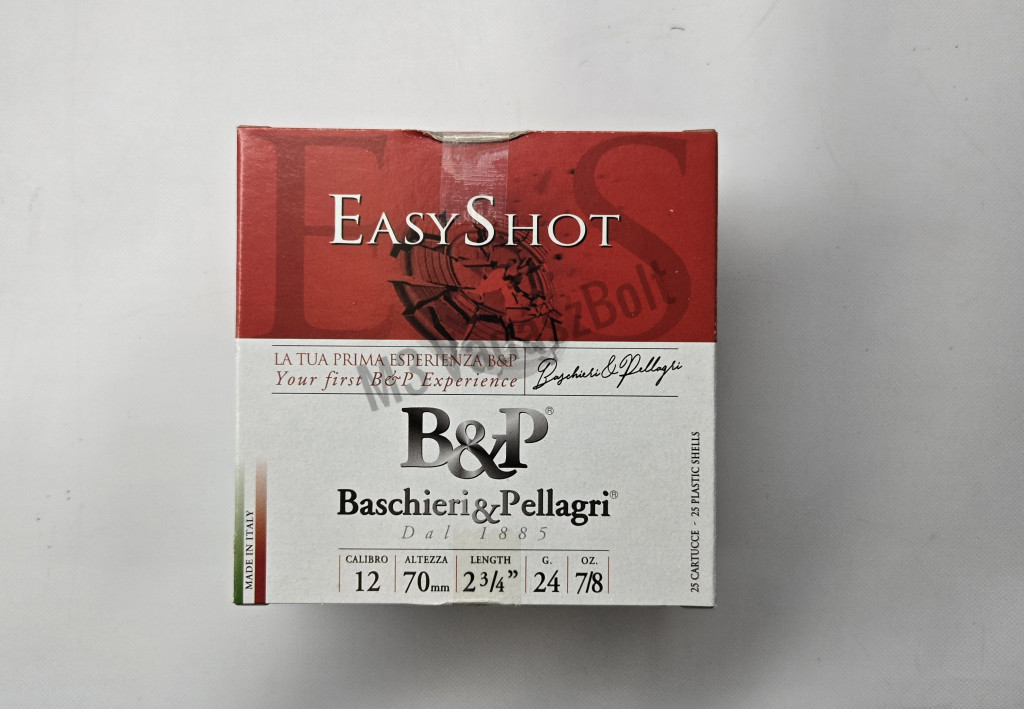 E S
EASYSHOT
LA TUA PRIMA ESPERIENZA B&P
Your first B&P Experience
Baschieri & Pellagri
B&P®
Baschieri&Pellagri®
Dal 1885
CALIBRO ALTEZZA LENGTH G. OZ.
12 70mm 2 3/4” 24 7/8
MADE IN ITALY
25 CARTUCCE - 25 PLASTIC SHELLS